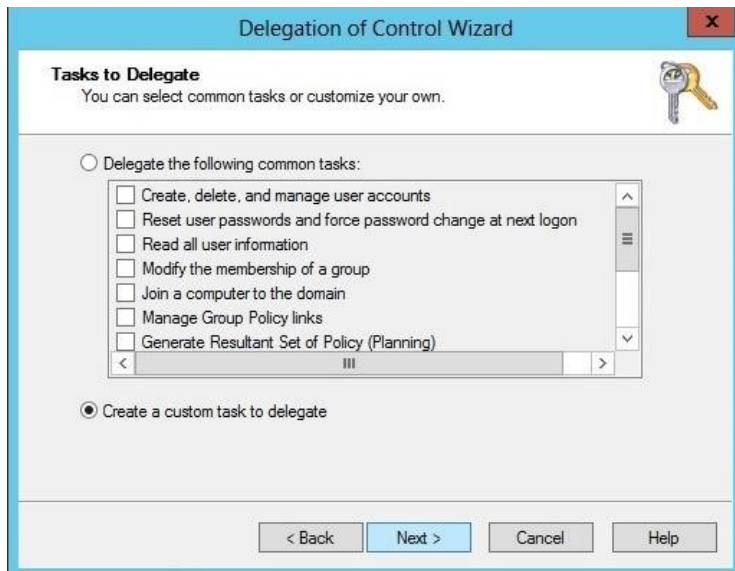 Delegation of Control Wizard
x
Tasks to Delegate
You can select common tasks or customize your own.
Delegate the following common tasks:
Create, delete, and manage user accounts
Reset user passwords and force password change at next logon
Read all user information
Modify the membership of a group
Join a computer to the domain
Manage Group Policy links
Generate Resultant Set of Policy (Planning)
Create a custom task to delegate
< Back Next > Cancel Help